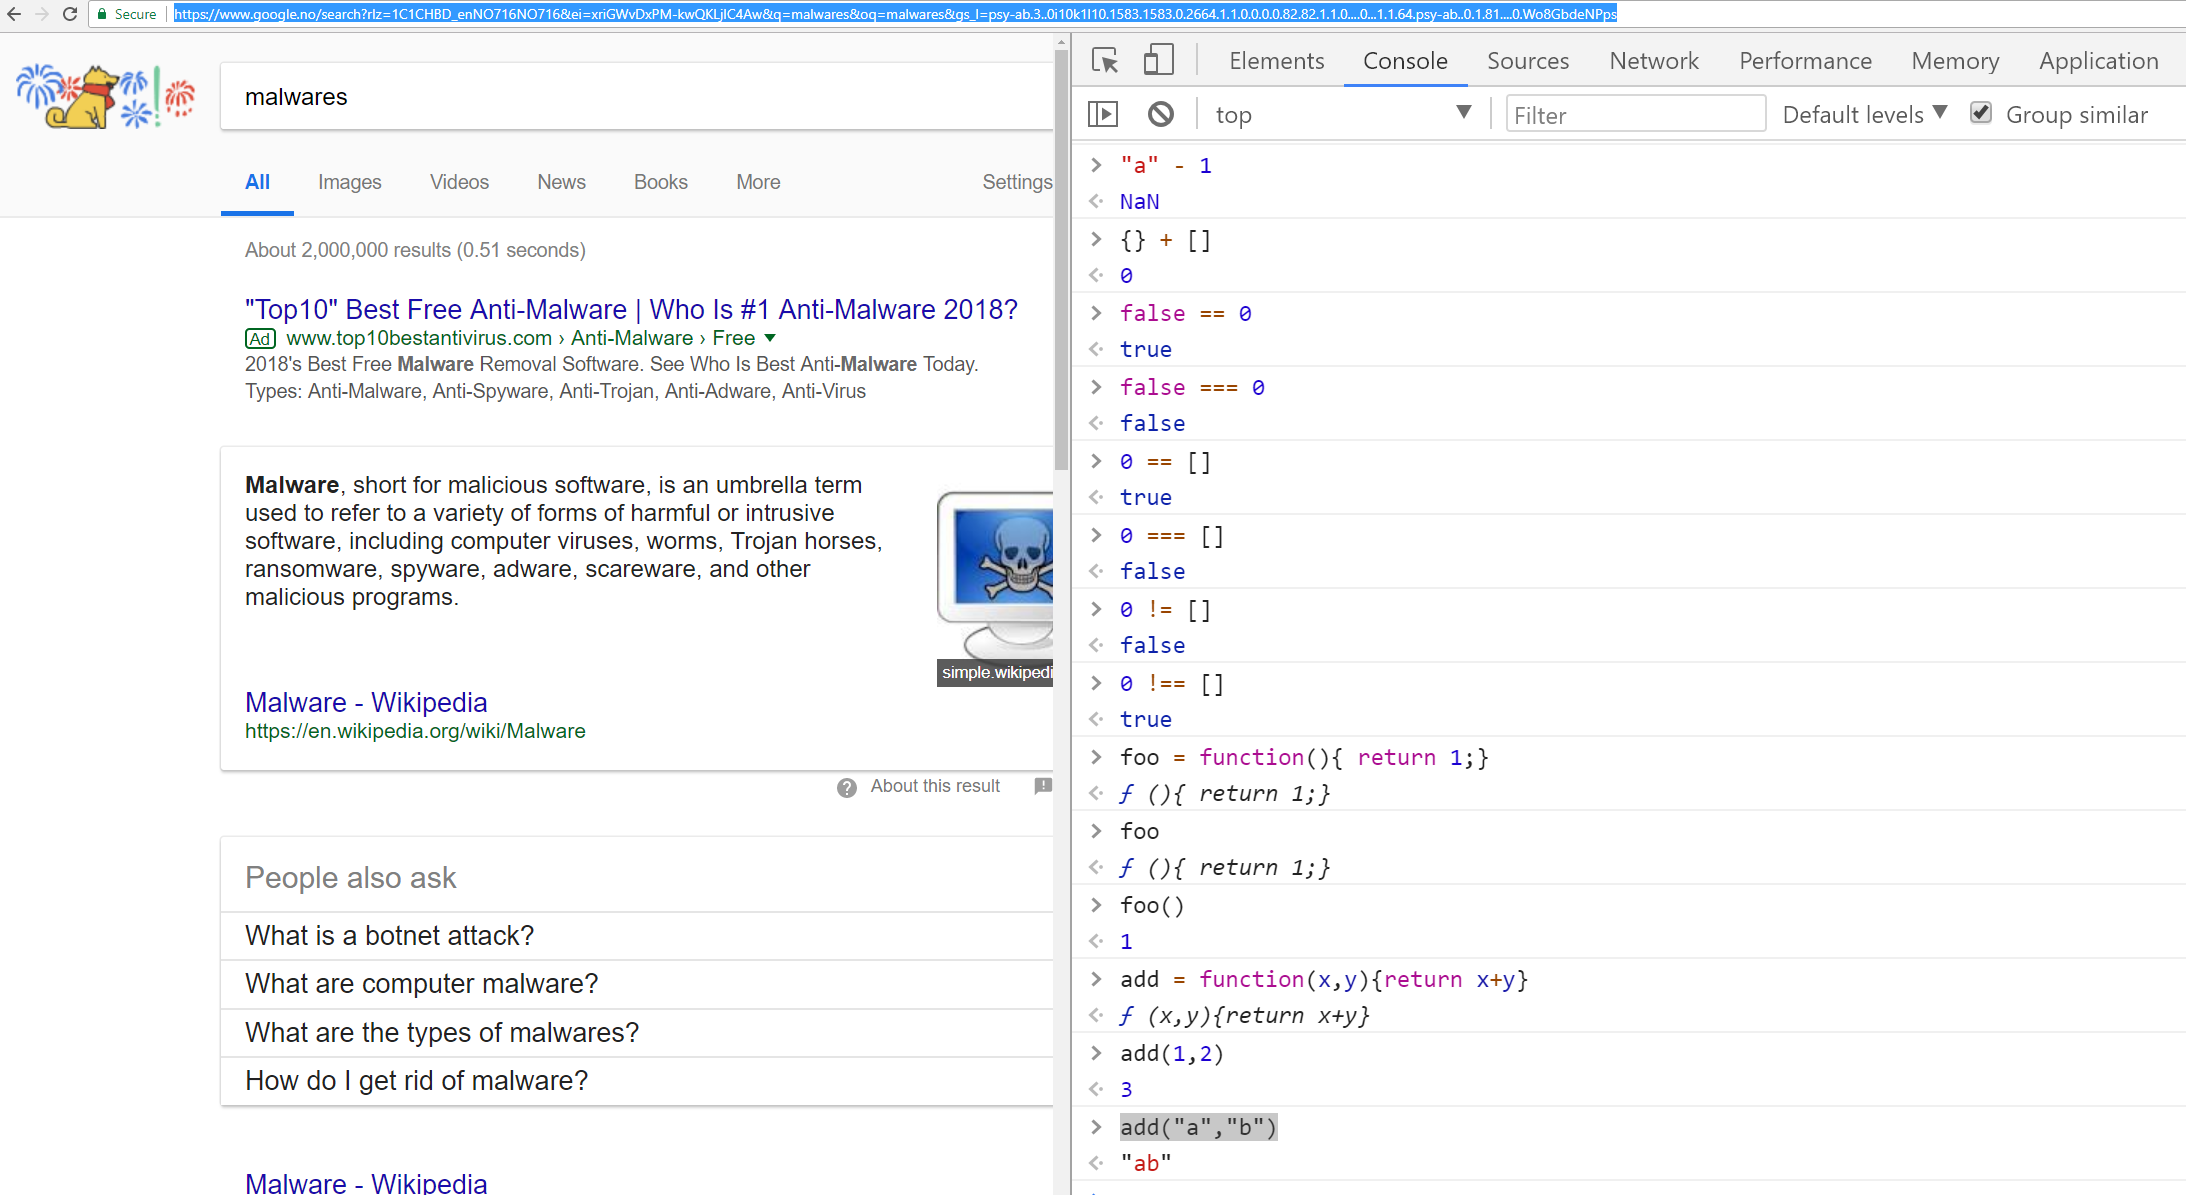 Secure
https://www.google.no/search?rlz=1C1CHBD_enNO716NO716&ei=xriGWvDxPM-kwQKLjlC4Aw&q=malwares&oq=malwares&gs_l=psy-ab.3..0i10k1l10.1583.1583.0.2664.1.1.0.0.0.0.82.82.1.1.0....0...1.1.64.psy-ab..0.1.81....0.Wo8GbdeNPps
malwares
All Images Videos News Books More Settings
About 2,000,000 results (0.51 seconds)
"Top10" Best Free Anti-Malware | Who Is #1 Anti-Malware 2018?
Ad www.top10bestantivirus.com › Anti-Malware › Free ▼
2018's Best Free Malware Removal Software. See Who Is Best Anti-Malware Today.
Types: Anti-Malware, Anti-Spyware, Anti-Trojan, Anti-Adware, Anti-Virus
Malware, short for malicious software, is an umbrella term
used to refer to a variety of forms of harmful or intrusive
software, including computer viruses, worms, Trojan horses,
ransomware, spyware, adware, scareware, and other
malicious programs.
simple.wikipedi
Malware - Wikipedia
https://en.wikipedia.org/wiki/Malware
About this result
People also ask
What is a botnet attack?
What are computer malware?
What are the types of malwares?
How do I get rid of malware?
Malware - Wikipedia
Elements Console Sources Network Performance Memory Application
top ▼ Filter Default levels ▼ Group similar
> "a" - 1
NaN
> {} + []
0
> false == 0
true
> false === 0
false
> 0 == []
true
> 0 === []
false
> 0 != []
false
> 0 !== []
true
> foo = function(){ return 1;}
ƒ (){ return 1;}
> foo
ƒ (){ return 1;}
> foo()
1
> add = function(x,y){return x+y}
ƒ (x,y){return x+y}
> add(1,2)
3
> add("a","b")
"ab"